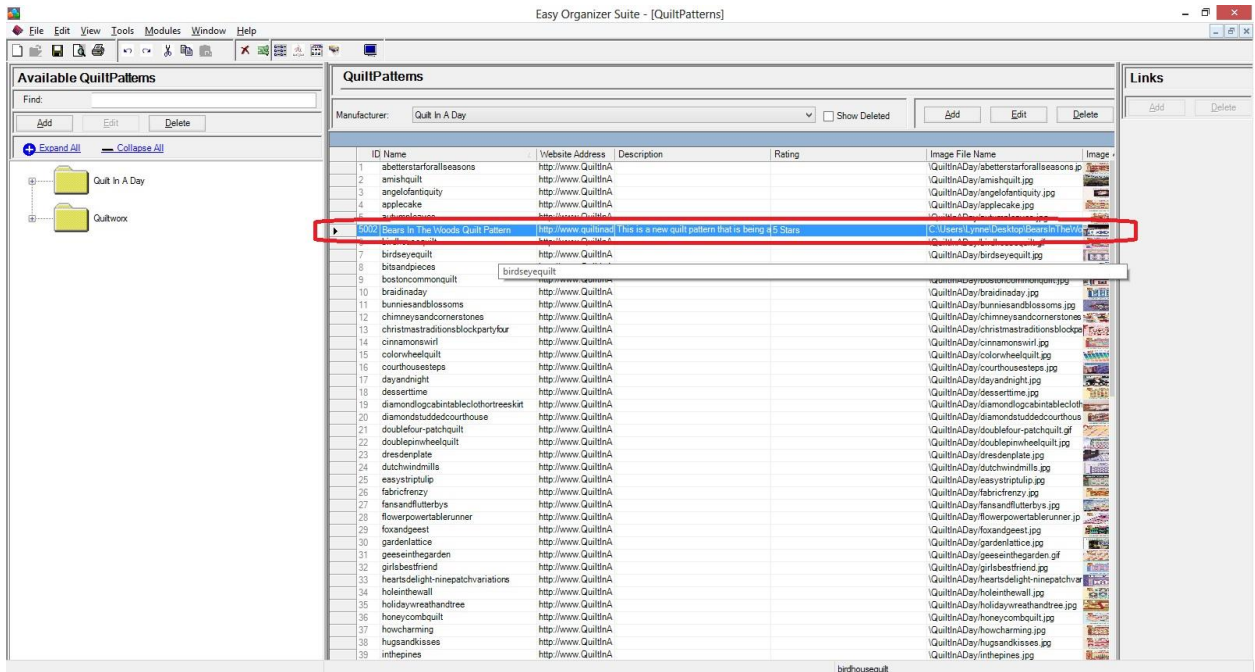 Easy Organizer Suite - [QuiltPatterns]
File Edit View Tools Modules Window Help
Available QuiltPatterns
Find:
Add Edit Delete
Expand All Collapse All
Quilt In A Day
Quiltworx
QuiltPatterns
Manufacturer: Quilt In A Day Show Deleted Add Edit Delete
ID Name Website Address Description Rating Image File Name Image
1 abetterstarforallseasons http://www.QuiltInA \QuiltInADay/abetterstarforallseasons.jp
2 amishquilt http://www.QuiltInA \QuiltInADay/amishquilt.jpg
3 angelofantiquity http://www.QuiltInA \QuiltInADay/angelofantiquity.jpg
4 applecake http://www.QuiltInA \QuiltInADay/applecake.jpg
5002 Bears In The Woods Quilt Pattern http://www.quiltinad This is a new quilt pattern that is being a 5 Stars C:\Users\Lynne\Desktop\BearsInTheWo
7 birdseyequilt http://www.QuiltInA \QuiltInADay/birdseyequilt.jpg
8 bitsandpieces
birdseyequilt
9 bostoncommonquilt http://www.QuiltInA \QuiltInADay/bostoncommonquilt.jpg
10 braidinaday http://www.QuiltInA \QuiltInADay/braidinaday.jpg
11 bunniesandblossoms http://www.QuiltInA \QuiltInADay/bunniesandblossoms.jpg
12 chimneysandcornerstones http://www.QuiltInA \QuiltInADay/chimneysandcornerstones
13 christmastraditionsblockpartyfour http://www.QuiltInA \QuiltInADay/christmastraditionsblockpa
14 cinnamonswirl http://www.QuiltInA \QuiltInADay/cinnamonswirl.jpg
15 colorwheelquilt http://www.QuiltInA \QuiltInADay/colorwheelquilt.jpg
16 courthousesteps http://www.QuiltInA \QuiltInADay/courthousesteps.jpg
17 dayandnight http://www.QuiltInA \QuiltInADay/dayandnight.jpg
18 desserttime http://www.QuiltInA \QuiltInADay/desserttime.jpg
19 diamondlogcabintableclothortreeskirt http://www.QuiltInA \QuiltInADay/diamondlogcabintablecloth
20 diamondstuddedcourthouse http://www.QuiltInA \QuiltInADay/diamondstuddedcourthous
21 doublefour-patchquilt http://www.QuiltInA \QuiltInADay/doublefour-patchquilt.gif
22 doublepinwheelquilt http://www.QuiltInA \QuiltInADay/doublepinwheelquilt.jpg
23 dresdenplate http://www.QuiltInA \QuiltInADay/dresdenplate.jpg
24 dutchwindmills http://www.QuiltInA \QuiltInADay/dutchwindmills.jpg
25 easystriptulip http://www.QuiltInA \QuiltInADay/easystriptulip.jpg
26 fabricfrenzy http://www.QuiltInA \QuiltInADay/fabricfrenzy.jpg
27 fansandflutterbys http://www.QuiltInA \QuiltInADay/fansandflutterbys.jpg
28 flowerpowertablerunner http://www.QuiltInA \QuiltInADay/flowerpowertablerunner.jp
29 foxandgeest http://www.QuiltInA \QuiltInADay/foxandgeest.jpg
30 gardenlattice http://www.QuiltInA \QuiltInADay/gardenlattice.jpg
31 geeseinthegarden http://www.QuiltInA \QuiltInADay/geeseinthegarden.gif
32 girlsbestfriend http://www.QuiltInA \QuiltInADay/girlsbestfriend.jpg
33 heartsdelight-ninepatchvariations http://www.QuiltInA \QuiltInADay/heartsdelight-ninepatchvar
34 holeinthewall http://www.QuiltInA \QuiltInADay/holeinthewall.jpg
35 holidaywreathandtree http://www.QuiltInA \QuiltInADay/holidaywreathandtree.jpg
36 honeycombquilt http://www.QuiltInA \QuiltInADay/honeycombquilt.jpg
37 howcharming http://www.QuiltInA \QuiltInADay/howcharming.jpg
38 hugsandkisses http://www.QuiltInA \QuiltInADay/hugsandkisses.jpg
39 inthepines http://www.QuiltInA \QuiltInADay/inthepines.jpg
birdhousequilt
Links
Add Delete